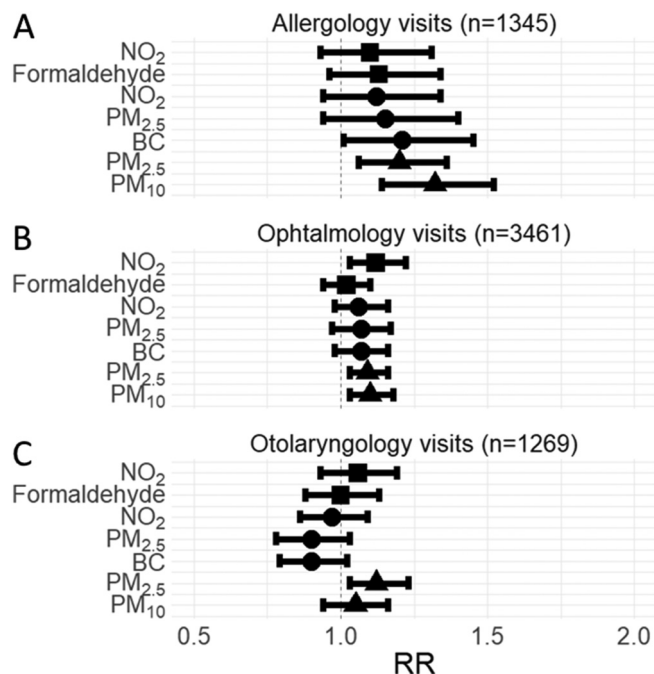 A
Allergology visits (n=1345)
NO₂
Formaldehyde
NO₂
PM₂.₅
BC
PM₂.₅
PM₁₀
B
Ophtalmology visits (n=3461)
NO₂
Formaldehyde
NO₂
PM₂.₅
BC
PM₂.₅
PM₁₀
C
Otolaryngology visits (n=1269)
NO₂
Formaldehyde
NO₂
PM₂.₅
BC
PM₂.₅
PM₁₀
0.5 1.0 1.5 2.0
RR